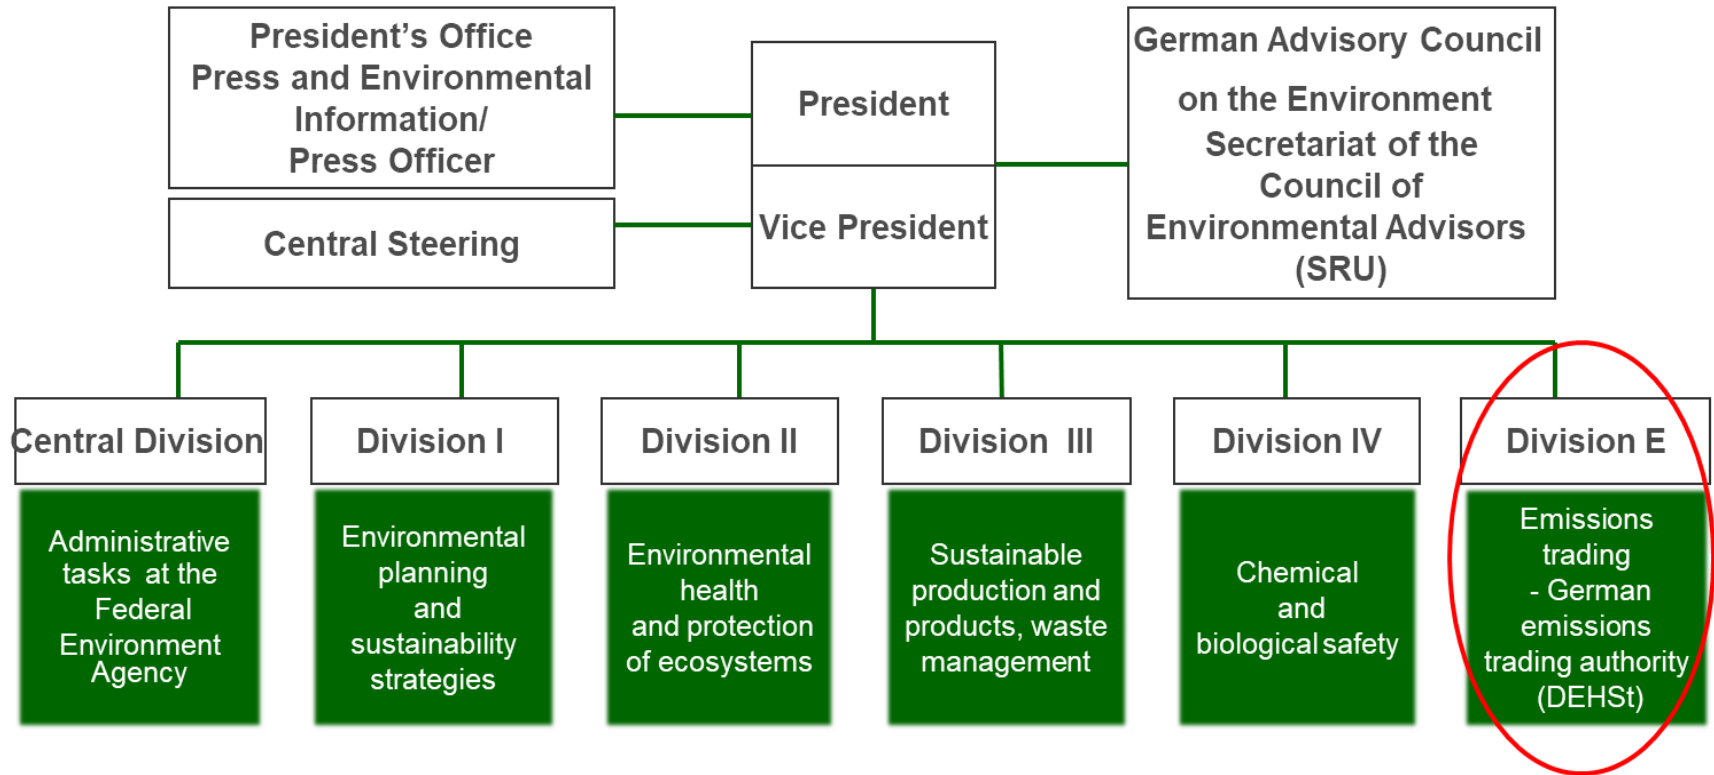 President’s Office
Press and Environmental
Information/
Press Officer
Central Steering
President
Vice President
German Advisory Council
on the Environment
Secretariat of the
Council of
Environmental Advisors
(SRU)
Central Division
Administrative
tasks at the
Federal
Environment
Agency
Division I
Environmental
planning
and
sustainability
strategies
Division II
Environmental
health
and protection
of ecosystems
Division III
Sustainable
production and
products, waste
management
Division IV
Chemical
and
biological safety
Division E
Emissions
trading
- German
emissions
trading authority
(DEHSt)